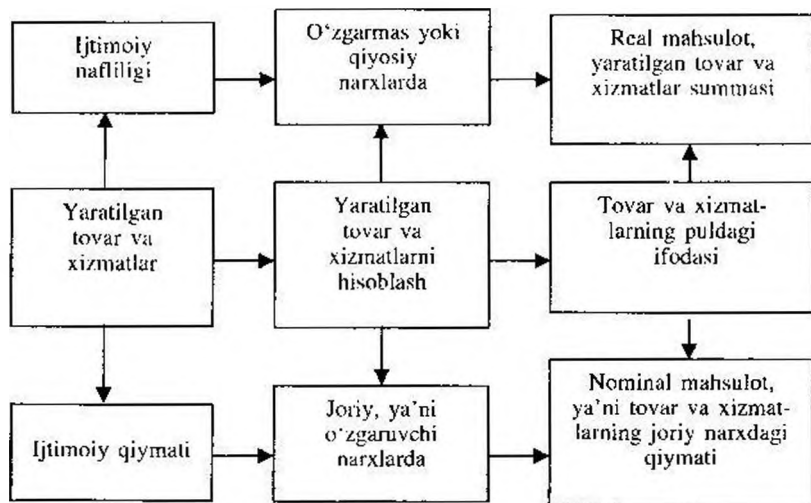 Ijtimoiy
nafliligi
O‘zgarmas yoki
qiyosiy
narxlarda
Real mahsulot,
yaratilgan tovar va
xizmatlar summasi
Yaratilgan
tovar va
xizmatlar
Yaratilgan
tovar va
xizmatlarni
hisoblash
Tovar va xizmat-
larning puldagi
ifodasi
Ijtimoiy qiymati
Joriy, ya’ni
o‘zgaruvchi
narxlarda
Nominal mahsulot,
ya’ni tovar va xizmat-
larning joriy narxdagi
qiymati